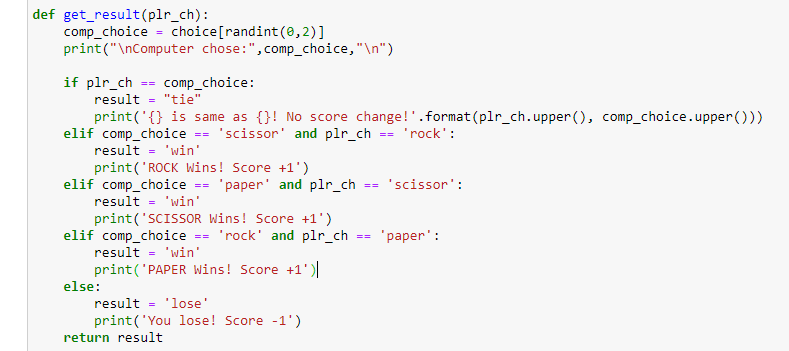 def get_result(plr_ch):
    comp_choice = choice[randint(0,2)]
    print("\nComputer chose:",comp_choice,"\n")

    if plr_ch == comp_choice:
        result = "tie"
        print('{} is same as {}! No score change!'.format(plr_ch.upper(), comp_choice.upper()))
    elif comp_choice == 'scissor' and plr_ch == 'rock':
        result = 'win'
        print('ROCK Wins! Score +1')
    elif comp_choice == 'paper' and plr_ch == 'scissor':
        result = 'win'
        print('SCISSOR Wins! Score +1')
    elif comp_choice == 'rock' and plr_ch == 'paper':
        result = 'win'
        print('PAPER Wins! Score +1')
    else:
        result = 'lose'
        print('You lose! Score -1')
    return result